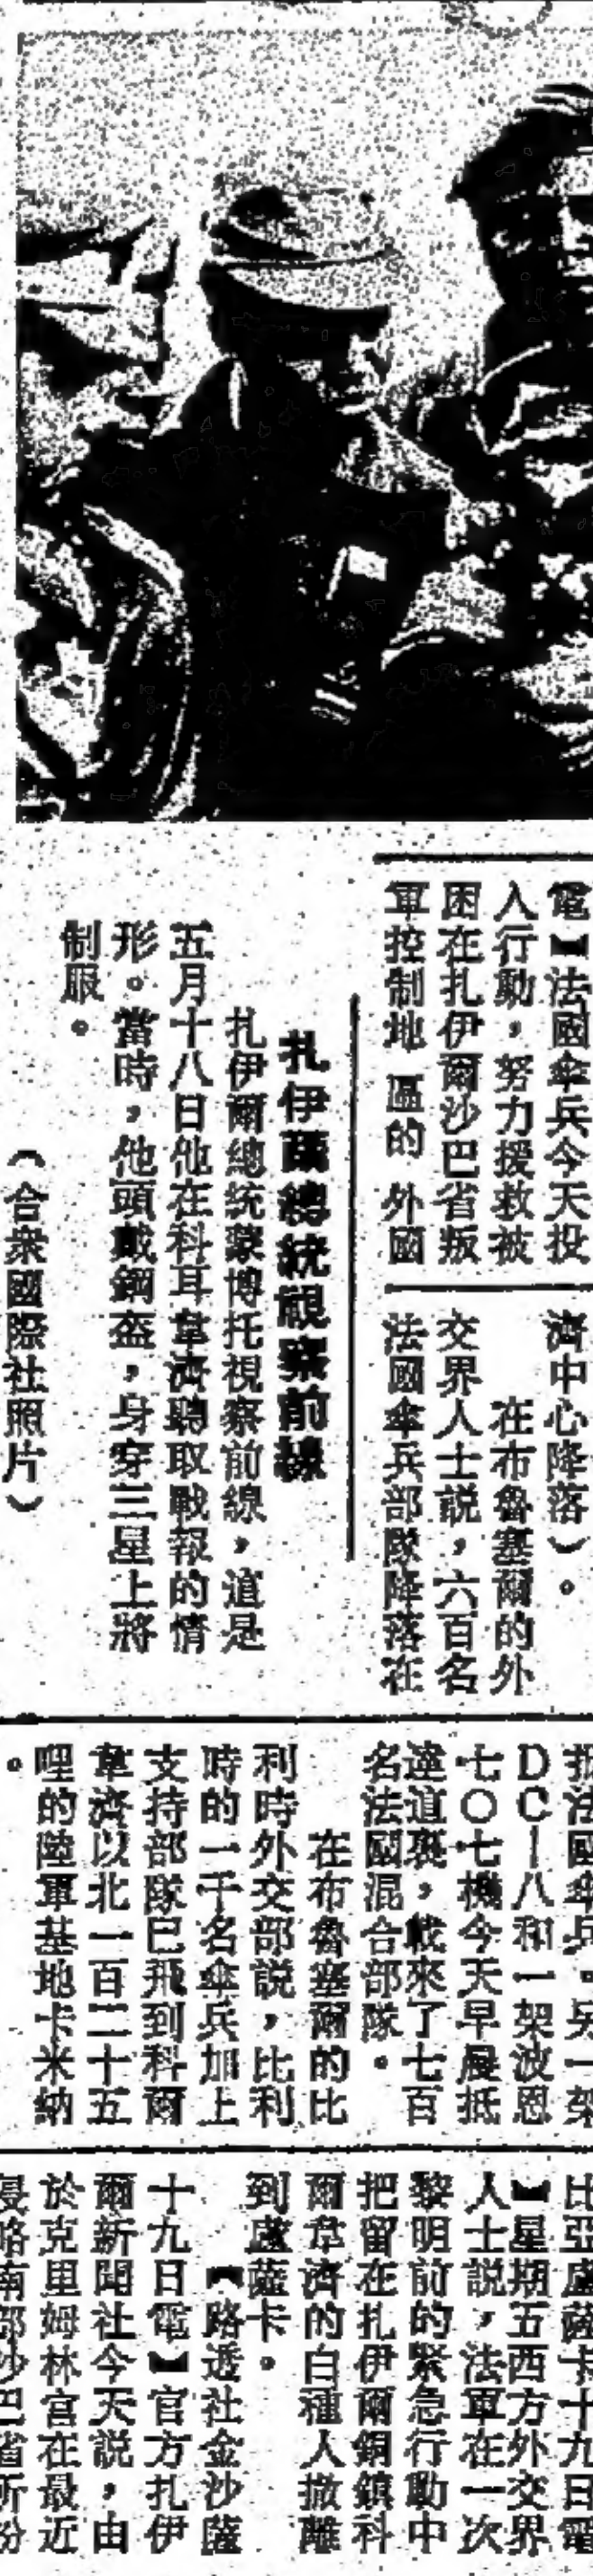 電】法國傘兵今天投
入行動，努力援救被
困在扎伊爾沙巴省叛
軍控制地區的外國
濟中心降落）。
在布魯塞爾的外
交界人士説，六百名
法國傘兵部隊降落在
扎伊爾總統視察前線
扎伊爾總統蒙博托視察前線，這是
五月十八日他在科耳韋濟聽取戰報的情
形。當時，他頭戴鋼盔，身穿三星上將
制服。
（合衆國際社照片）
抵法國傘兵。另一架
DC－八和一架波恩
七〇七機今天早晨抵
達道裏，載來了七百
名法國混合部隊。
在布魯塞爾的比
利時外交部説，比利
時的一千名傘兵加上
支持部隊已飛到科爾
韋濟以北一百二十五
哩的陸軍基地卡米納
。
比亞盧薩卡十九日電
】星期五西方外交界
人士説，法軍在一次
黎明前的緊急行動中
把留在扎伊爾銅鎮科
爾韋濟的白種人撤離
到盧薩卡。
【路透社金沙薩
十九日電】官方扎伊
爾新聞社今天説，由
於克里姆林宮在最近
侵略南部沙巴省所扮